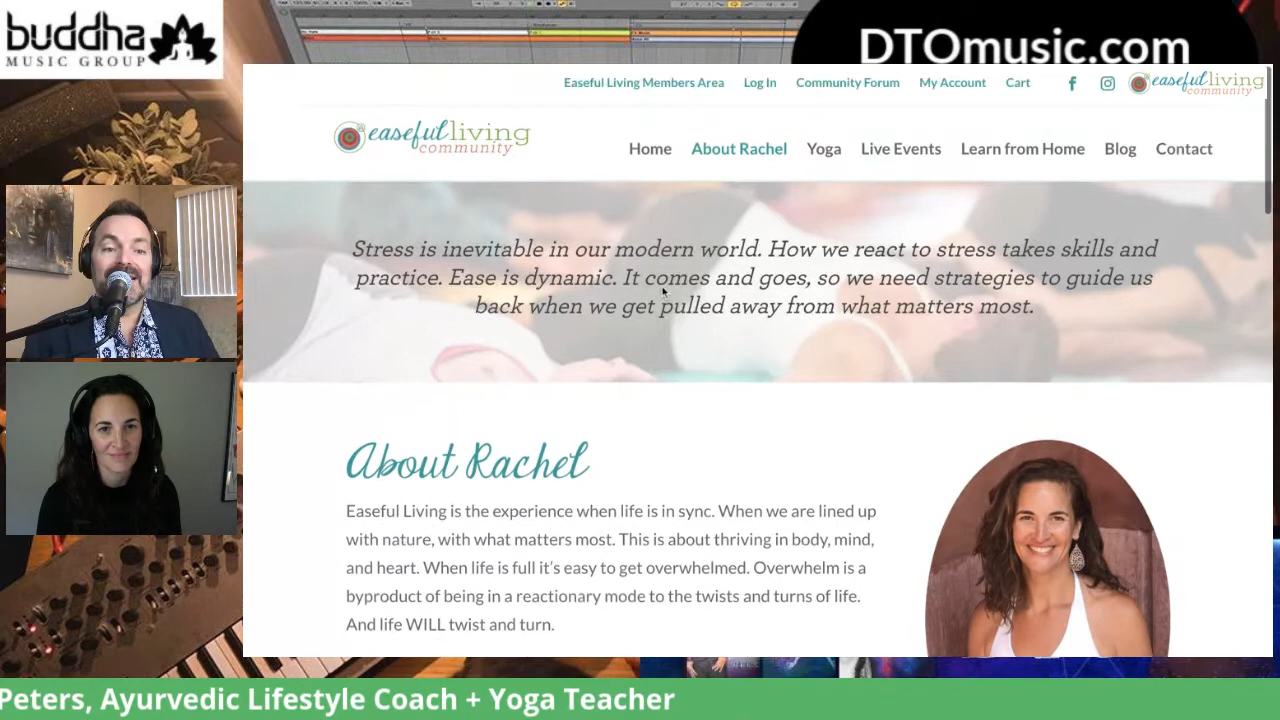 buddha
MUSIC GROUP
DTOmusic.com
Easeful Living Members Area Log In Community Forum My Account Cart
easefulliving
community
easefulliving
community
Home About Rachel Yoga Live Events Learn from Home Blog Contact
Stress is inevitable in our modern world. How we react to stress takes skills and
practice. Ease is dynamic. It comes and goes, so we need strategies to guide us
back when we get pulled away from what matters most.
About Rachel
Easeful Living is the experience when life is in sync. When we are lined up
with nature, with what matters most. This is about thriving in body, mind,
and heart. When life is full it’s easy to get overwhelmed. Overwhelm is a
byproduct of being in a reactionary mode to the twists and turns of life.
And life WILL twist and turn.
Peters, Ayurvedic Lifestyle Coach + Yoga Teacher